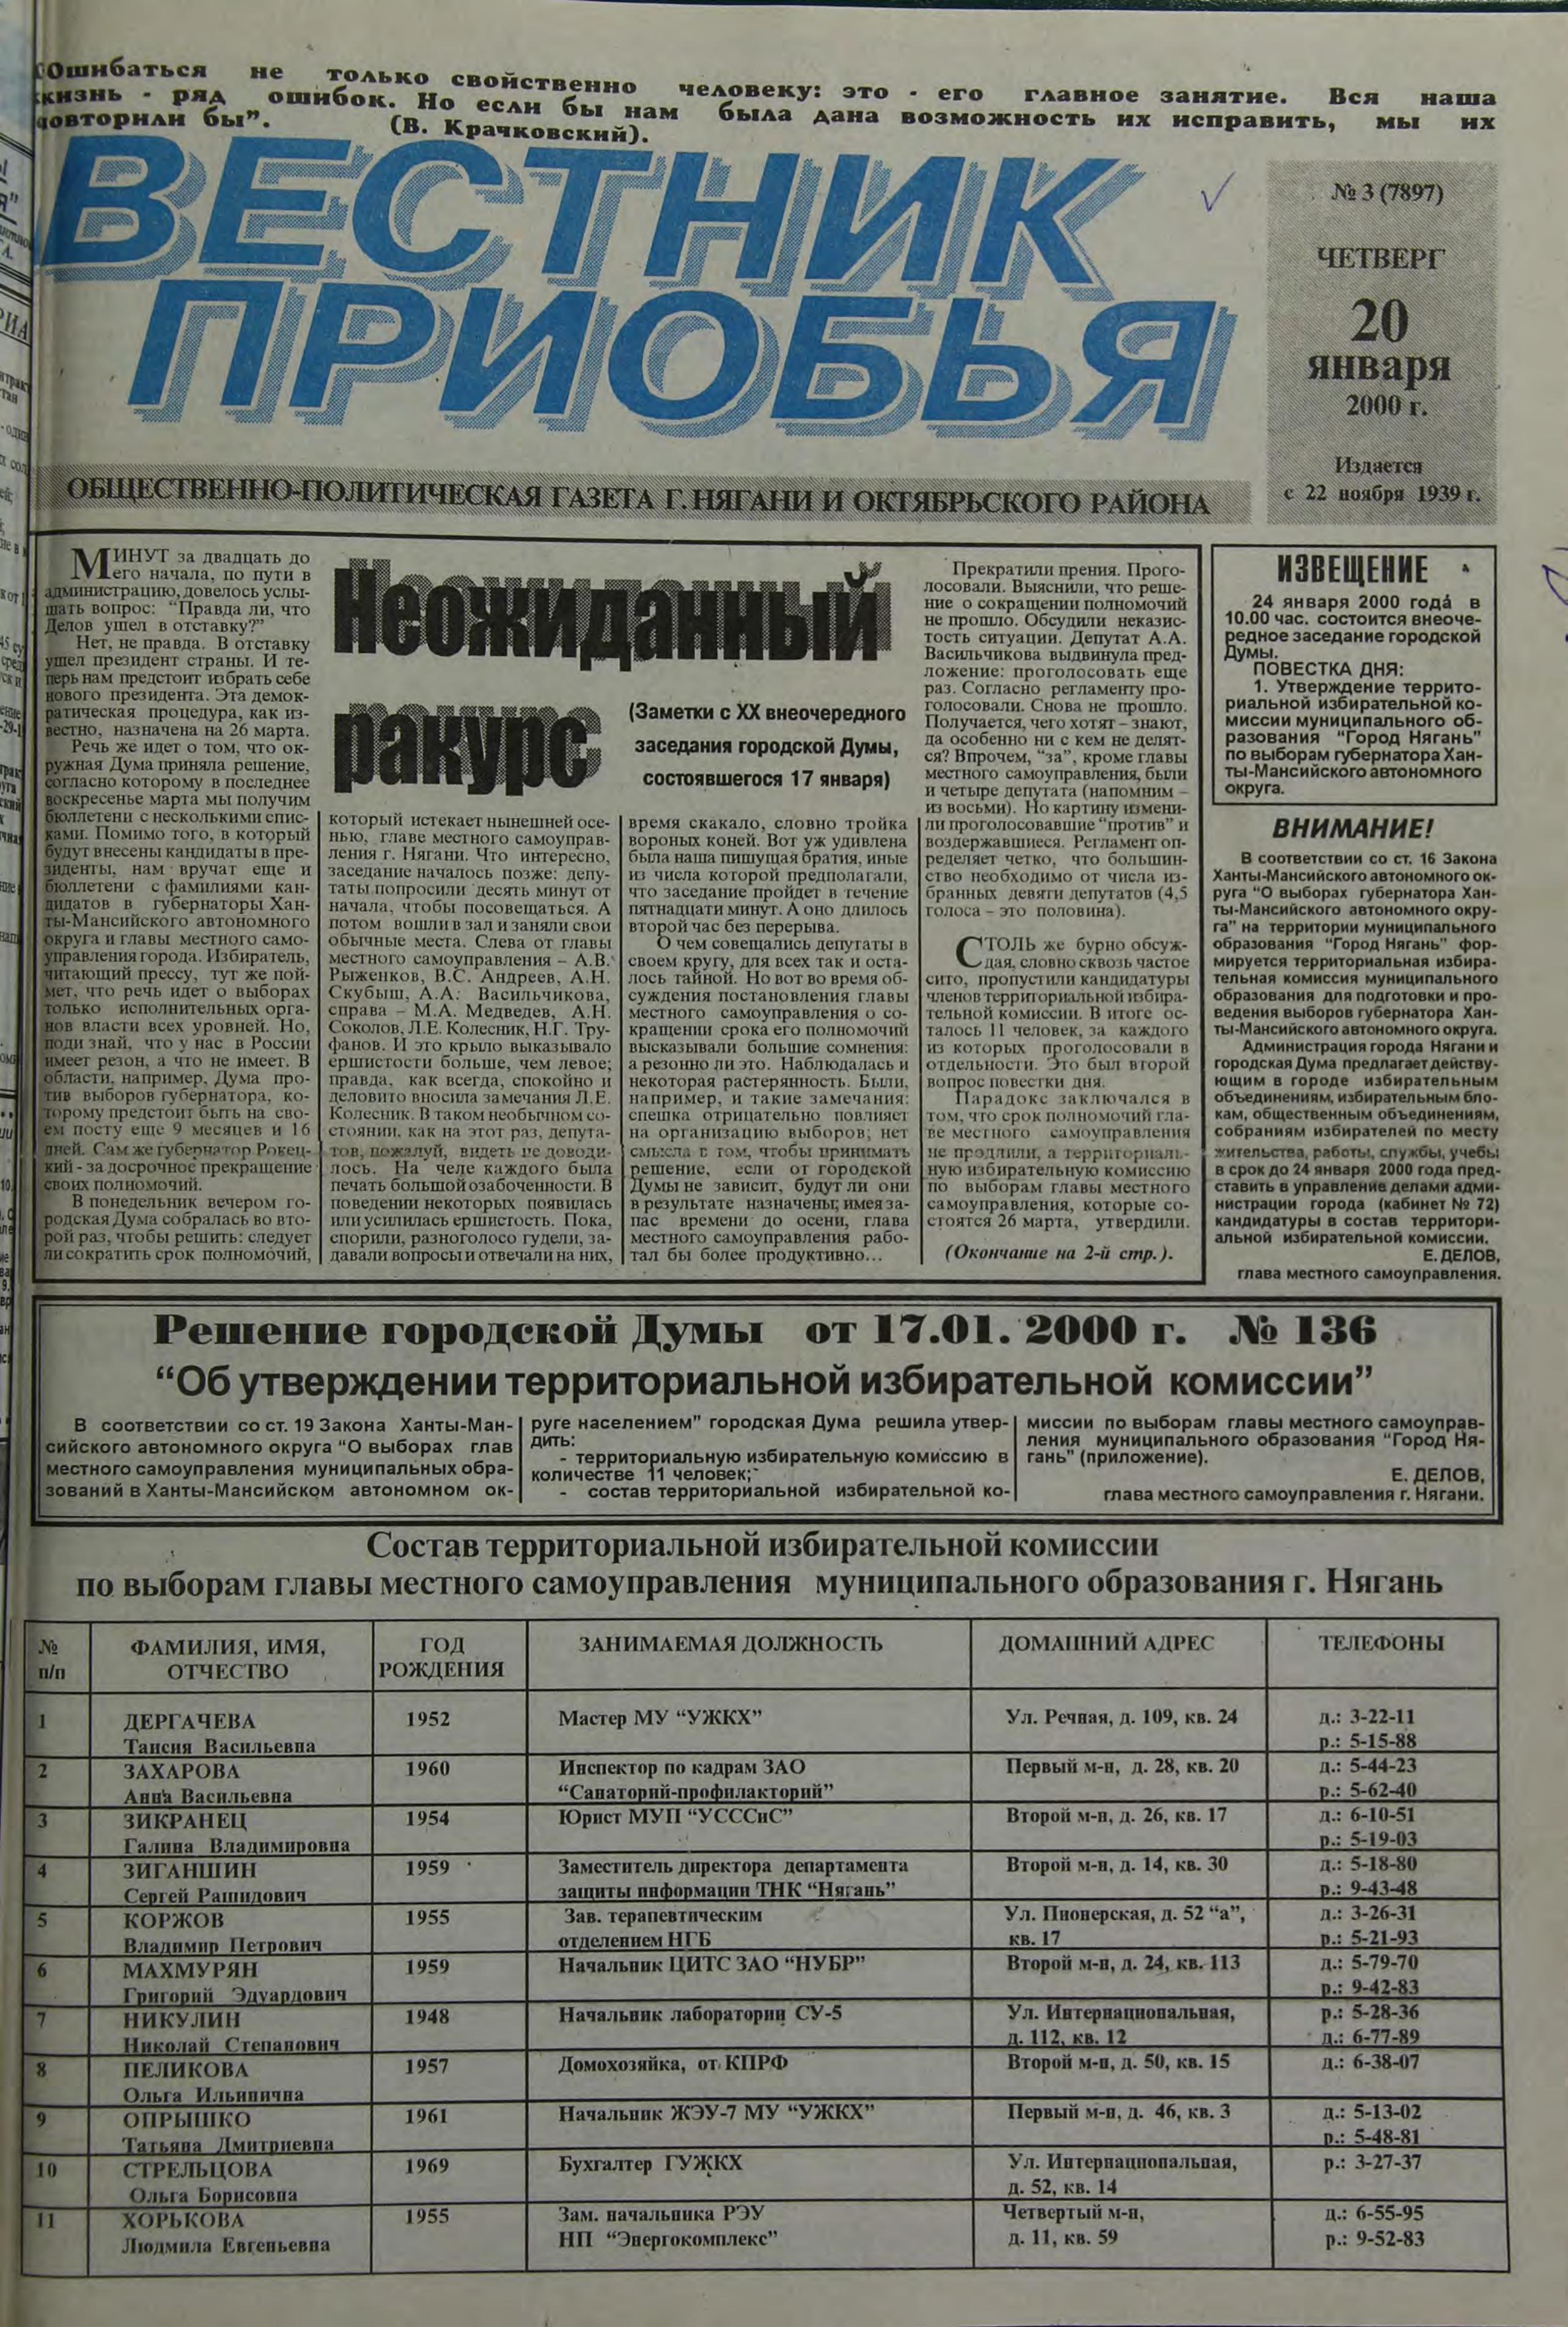 Ошибаться не только свойственно человеку: это - его главное занятие. Вся наша
жизнь - ряд ошибок. Но если бы нам была дана возможность их исправить, мы их
повторили бы”. (В. Крачковский).
ВЕСТНИК
ПРИОБЬЯ
№ 3 (7897)
ЧЕТВЕРГ
20
января
2000 г.
Издается
с 22 ноября 1939 г.
ОБЩЕСТВЕННО-ПОЛИТИЧЕСКАЯ ГАЗЕТА Г. НЯГАНИ И ОКТЯБРЬСКОГО РАЙОНА
Неожиданный
ракурс
(Заметки с XX внеочередного
заседания городской Думы,
состоявшегося 17 января)
МИНУТ за двадцать до
его начала, по пути в
администрацию, довелось услы-
шать вопрос: “Правда ли, что
Делов ушел в отставку?”
Нет, не правда. В отставку
ушел президент страны. И те-
перь нам предстоит избрать себе
нового президента. Эта демок-
ратическая процедура, как из-
вестно, назначена на 26 марта.
Речь же идет о том, что ок-
ружная Дума приняла решение,
согласно которому в последнее
воскресенье марта мы получим
бюллетени с несколькими спис-
ками. Помимо того, в который
будут внесены кандидаты в пре-
зиденты, нам вручат еще и
бюллетени с фамилиями кан-
дидатов в губернаторы Хан-
ты-Мансийского автономного
округа и главы местного само-
управления города. Избиратель,
читающий прессу, тут же пой-
мет, что речь идет о выборах
только исполнительных орга-
нов власти всех уровней. Но,
поди знай, что у нас в России
имеет резон, а что не имеет. В
области, например, Дума про-
тив выборов губернатора, ко-
торому предстоит быть на сво-
ем посту еще 9 месяцев и 16
дней. Сам же губернатор Рокец-
кий - за досрочное прекращение
своих полномочий.
В понедельник вечером го-
родская Дума собралась во вто-
рой раз, чтобы решить: следует
ли сократить срок полномочий,
который истекает нынешней осе-
нью, главе местного самоуправ-
ления г. Нягани. Что интересно,
заседание началось позже: депу-
таты попросили десять минут от
начала, чтобы посовещаться. А
потом вошли в зал и заняли свои
обычные места. Слева от главы
местного самоуправления – А.В.
Рыженков, В.С. Андреев, А.Н.
Скубыш, А.А. Васильчикова,
справа – М.А. Медведев, А.Н.
Соколов, Л.Е. Колесник, Н.Г. Тру-
фанов. И это крыло выказывало
ершистости больше, чем левое;
правда, как всегда, спокойно и
деловито вносила замечания Л.Е.
Колесник. В таком необычном со-
стоянии, как на этот раз, депута-
тов, пожалуй, видеть не доводи-
лось. На челе каждого была
печать большой озабоченности. В
поведении некоторых появилась
или усилилась ершистость. Пока,
спорили, разноголосо гудели, за-
давали вопросы и отвечали на них,
время скакало, словно тройка
вороных коней. Вот уж удивлена
была наша пишущая братия, иные
из числа которой предполагали,
что заседание пройдет в течение
пятнадцати минут. А оно длилось
второй час без перерыва.
О чем совещались депутаты в
своем кругу, для всех так и оста-
лось тайной. Но вот во время об-
суждения постановления главы
местного самоуправления о со-
кращении срока его полномочий
высказывали большие сомнения:
а резонно ли это. Наблюдалась и
некоторая растерянность. Были,
например, и такие замечания:
спешка отрицательно повлияет
на организацию выборов; нет
смысла в том, чтобы принимать
решение, если от городской
Думы не зависит, будут ли они
в результате назначены; имея за-
пас времени до осени, глава
местного самоуправления рабо-
тал бы более продуктивно...
Прекратили прения. Прого-
лосовали. Выяснили, что реше-
ние о сокращении полномочий
не прошло. Обсудили неказис-
тость ситуации. Депутат А.А.
Васильчикова выдвинула пред-
ложение: проголосовать еще
раз. Согласно регламенту про-
голосовали. Снова не прошло.
Получается, чего хотят – знают,
да особенно ни с кем не делят-
ся? Впрочем, “за”, кроме главы
местного самоуправления, были
и четыре депутата (напомним –
из восьми). Но картину измени-
ли проголосовавшие “против” и
воздержавшиеся. Регламент оп-
ределяет четко, что большин-
ство необходимо от числа из-
бранных девяти депутатов (4,5
голоса – это половина).
СТОЛЬ же бурно обсуж-
дая, словно сквозь частое
сито, пропустили кандидатуры
членов территориальной избира-
тельной комиссии. В итоге ос-
талось 11 человек, за каждого
из которых проголосовали в
отдельности. Это был второй
вопрос повестки дня.
Парадокс заключался в
том, что срок полномочий гла-
ве местного самоуправления
не продлили, а территориаль-
ную избирательную комиссию
по выборам главы местного
самоуправления, которые со-
стоятся 26 марта, утвердили.
(Окончание на 2-й стр.).
ИЗВЕЩЕНИЕ
24 января 2000 года в
10.00 час. состоится внеоче-
редное заседание городской
Думы.
ПОВЕСТКА ДНЯ:
1. Утверждение террито-
риальной избирательной ко-
миссии муниципального об-
разования “Город Нягань”
по выборам губернатора Хан-
ты-Мансийского автономного
округа.
ВНИМАНИЕ!
В соответствии со ст. 16 Закона
Ханты-Мансийского автономного ок-
руга “О выборах губернатора Хан-
ты-Мансийского автономного окру-
га” на территории муниципального
образования “Город Нягань” фор-
мируется территориальная избира-
тельная комиссия муниципального
образования для подготовки и про-
ведения выборов губернатора Хан-
ты-Мансийского автономного округа.
Администрация города Нягани и
городская Дума предлагает действу-
ющим в городе избирательным
объединениям, избирательным бло-
кам, общественным объединениям,
собраниям избирателей по месту
жительства, работы, службы, учебы
в срок до 24 января 2000 года пред-
ставить в управление делами адми-
нистрации города (кабинет № 72)
кандидатуры в состав территори-
альной избирательной комиссии.
Е. ДЕЛОВ,
глава местного самоуправления.
Решение городской Думы от 17.01. 2000 г. № 136
“Об утверждении территориальной избирательной комиссии”
В соответствии со ст. 19 Закона Ханты-Ман-
сийского автономного округа “О выборах глав
местного самоуправления муниципальных обра-
зований в Ханты-Мансийском автономном ок-
руге населением” городская Дума решила утвер-
дить:
- территориальную избирательную комиссию в
количестве 11 человек;
- состав территориальной избирательной ко-
миссии по выборам главы местного самоуправ-
ления муниципального образования “Город Ня-
гань” (приложение).
Е. ДЕЛОВ,
глава местного самоуправления г. Нягани.
Состав территориальной избирательной комиссии
по выборам главы местного самоуправления муниципального образования г. Нягань
№ п/п ФАМИЛИЯ, ИМЯ, ОТЧЕСТВО ГОД РОЖДЕНИЯ ЗАНИМАЕМАЯ ДОЛЖНОСТЬ ДОМАШНИЙ АДРЕС ТЕЛЕФОНЫ
1 ДЕРГАЧЕВА 1952 Мастер МУ “УЖКХ” Ул. Речная, д. 109, кв. 24 д.: 3-22-11
Таисия Васильевна р.: 5-15-88
2 ЗАХАРОВА 1960 Инспектор по кадрам ЗАО Первый м-н, д. 28, кв. 20 д.: 5-44-23
Анна Васильевна “Санаторий-профилакторий” р.: 5-62-40
3 ЗИКРАНЕЦ 1954 Юрист МУП “УСССиС” Второй м-н, д. 26, кв. 17 д.: 6-10-51
Галина Владимировна р.: 5-19-03
4 ЗИГАНШИН 1959 Заместитель директора департамента Второй м-н, д. 14, кв. 30 д.: 5-18-80
Сергей Рашидович защиты информации ТНК “Нягань” р.: 9-43-48
5 КОРЖОВ 1955 Зав. терапевтическим Ул. Пионерская, д. 52 “а”, д.: 3-26-31
Владимир Петрович отделением НГБ кв. 17 р.: 5-21-93
6 МАХМУРЯН 1959 Начальник ЦИТС ЗАО “НУБР” Второй м-н, д. 24, кв. 113 д.: 5-79-70
Григорий Эдуардович р.: 9-42-83
7 НИКУЛИН 1948 Начальник лаборатории СУ-5 Ул. Интернациональная, р.: 5-28-36
Николай Степанович д. 112, кв. 12 д.: 6-77-89
8 ПЕЛИКОВА 1957 Домохозяйка, от КПРФ Второй м-н, д. 50, кв. 15 д.: 6-38-07
Ольга Ильинична
9 ОПРЫШКО 1961 Начальник ЖЭУ-7 МУ “УЖКХ” Первый м-н, д. 46, кв. 3 д.: 5-13-02
Татьяна Дмитриевна р.: 5-48-81
10 СТРЕЛЬЦОВА 1969 Бухгалтер ГУЖКХ Ул. Интернациональная, р.: 3-27-37
Ольга Борисовна д. 52, кв. 14
11 ХОРЬКОВА 1955 Зам. начальника РЭУ Четвертый м-н, д.: 6-55-95
Людмила Евгеньевна НП “Энергокомплекс” д. 11, кв. 59 р.: 9-52-83